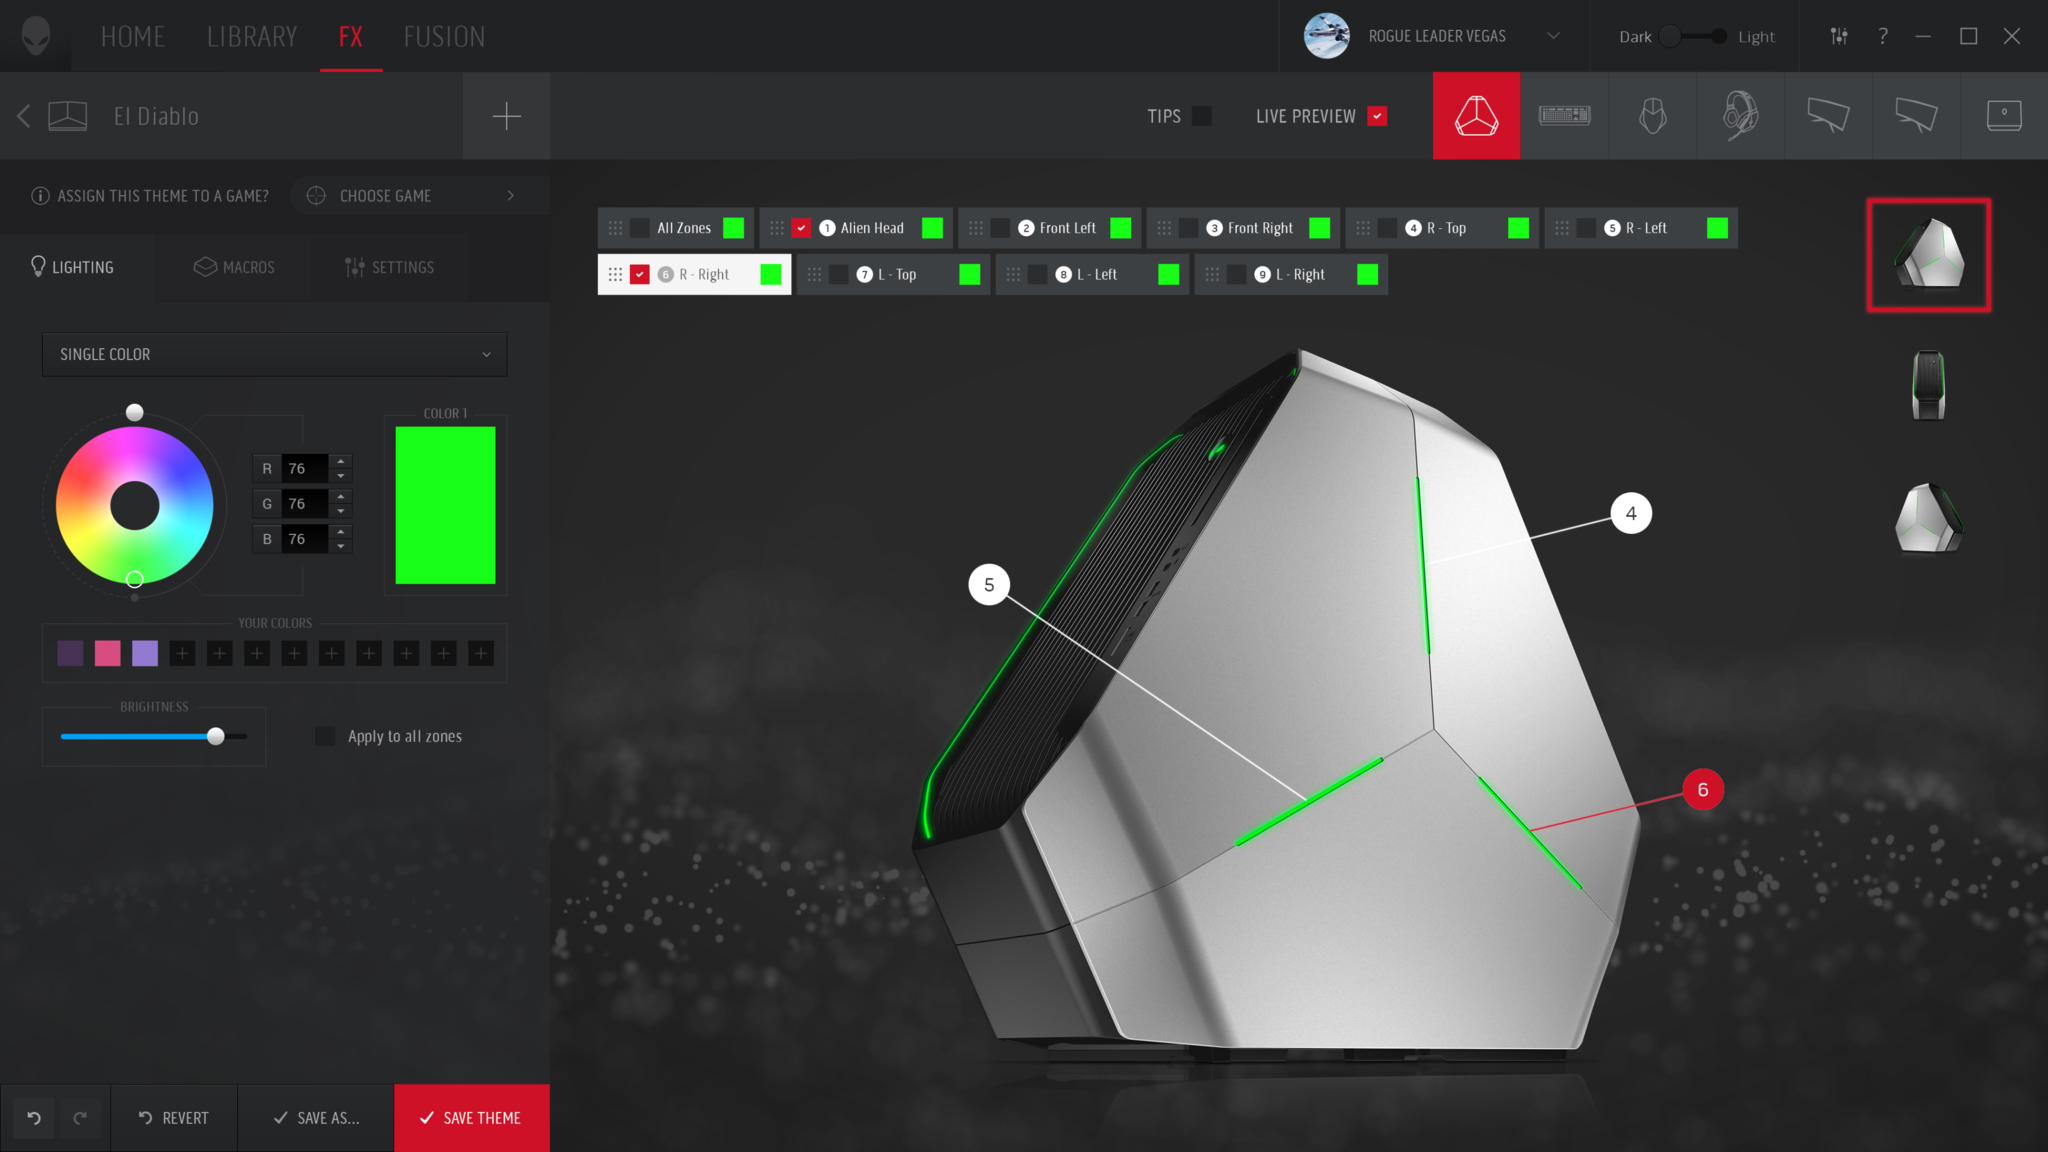 HOME LIBRARY FX FUSION ROGUE LEADER VEGAS Dark Light ?
El Diablo TIPS LIVE PREVIEW
ASSIGN THIS THEME TO A GAME? CHOOSE GAME
All Zones 1 Alien Head 2 Front Left 3 Front Right 4 R - Top 5 R - Left
6 R - Right 7 L - Top 8 L - Left 9 L - Right
LIGHTING MACROS SETTINGS
SINGLE COLOR
COLOR 1
R 76
G 76
B 76
YOUR COLORS
BRIGHTNESS
Apply to all zones
4
5
6
REVERT SAVE AS... SAVE THEME